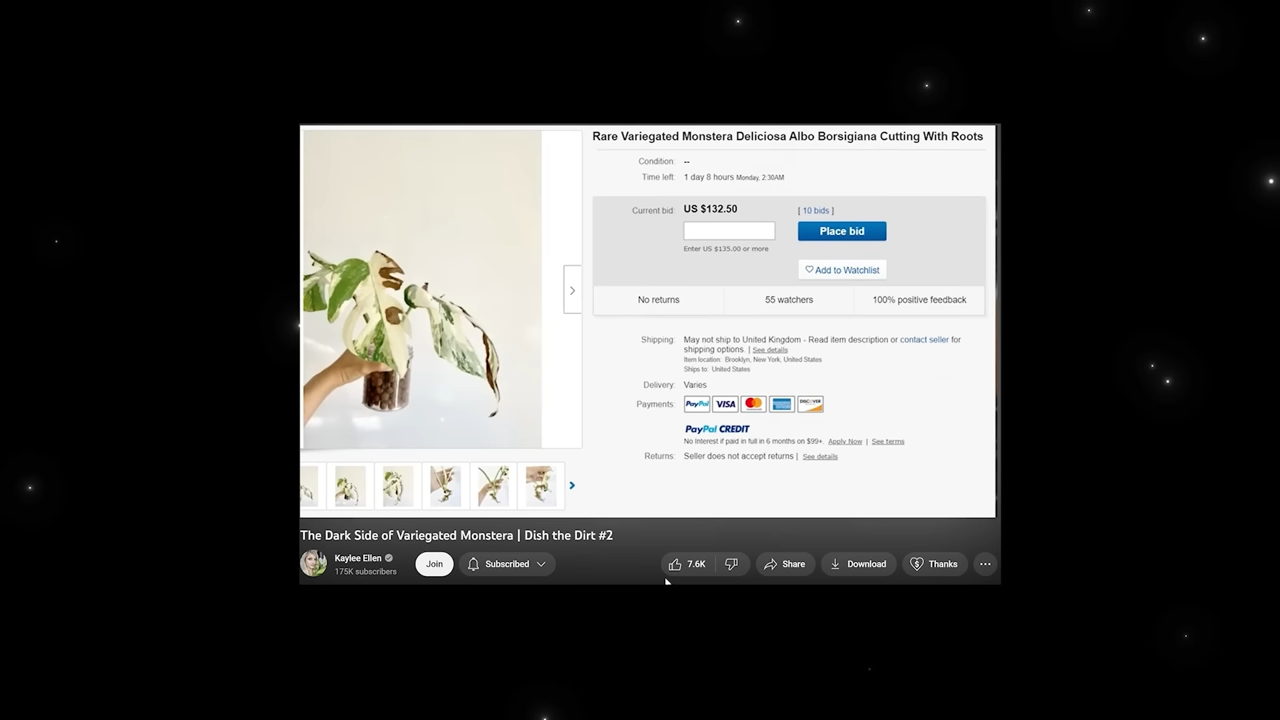 Rare Variegated Monstera Deliciosa Albo Borsigiana Cutting With Roots
Condition: --
Time left: 1 day 8 hours Monday, 2:30AM
Current bid: US $132.50 [ 10 bids ]
Place bid
Enter US $135.00 or more
Add to Watchlist
No returns 55 watchers 100% positive feedback
Shipping: May not ship to United Kingdom - Read item description or contact seller for
shipping options. | See details
Item location: Brooklyn, New York, United States
Ships to: United States
Delivery: Varies
Payments: PayPal VISA MasterCard DISCOVER
PayPal CREDIT
No Interest if paid in full in 6 months on $99+. Apply Now | See terms
Returns: Seller does not accept returns | See details
The Dark Side of Variegated Monstera | Dish the Dirt #2
Kaylee Ellen
175K subscribers
Join
Subscribed
7.6K
Share
Download
Thanks